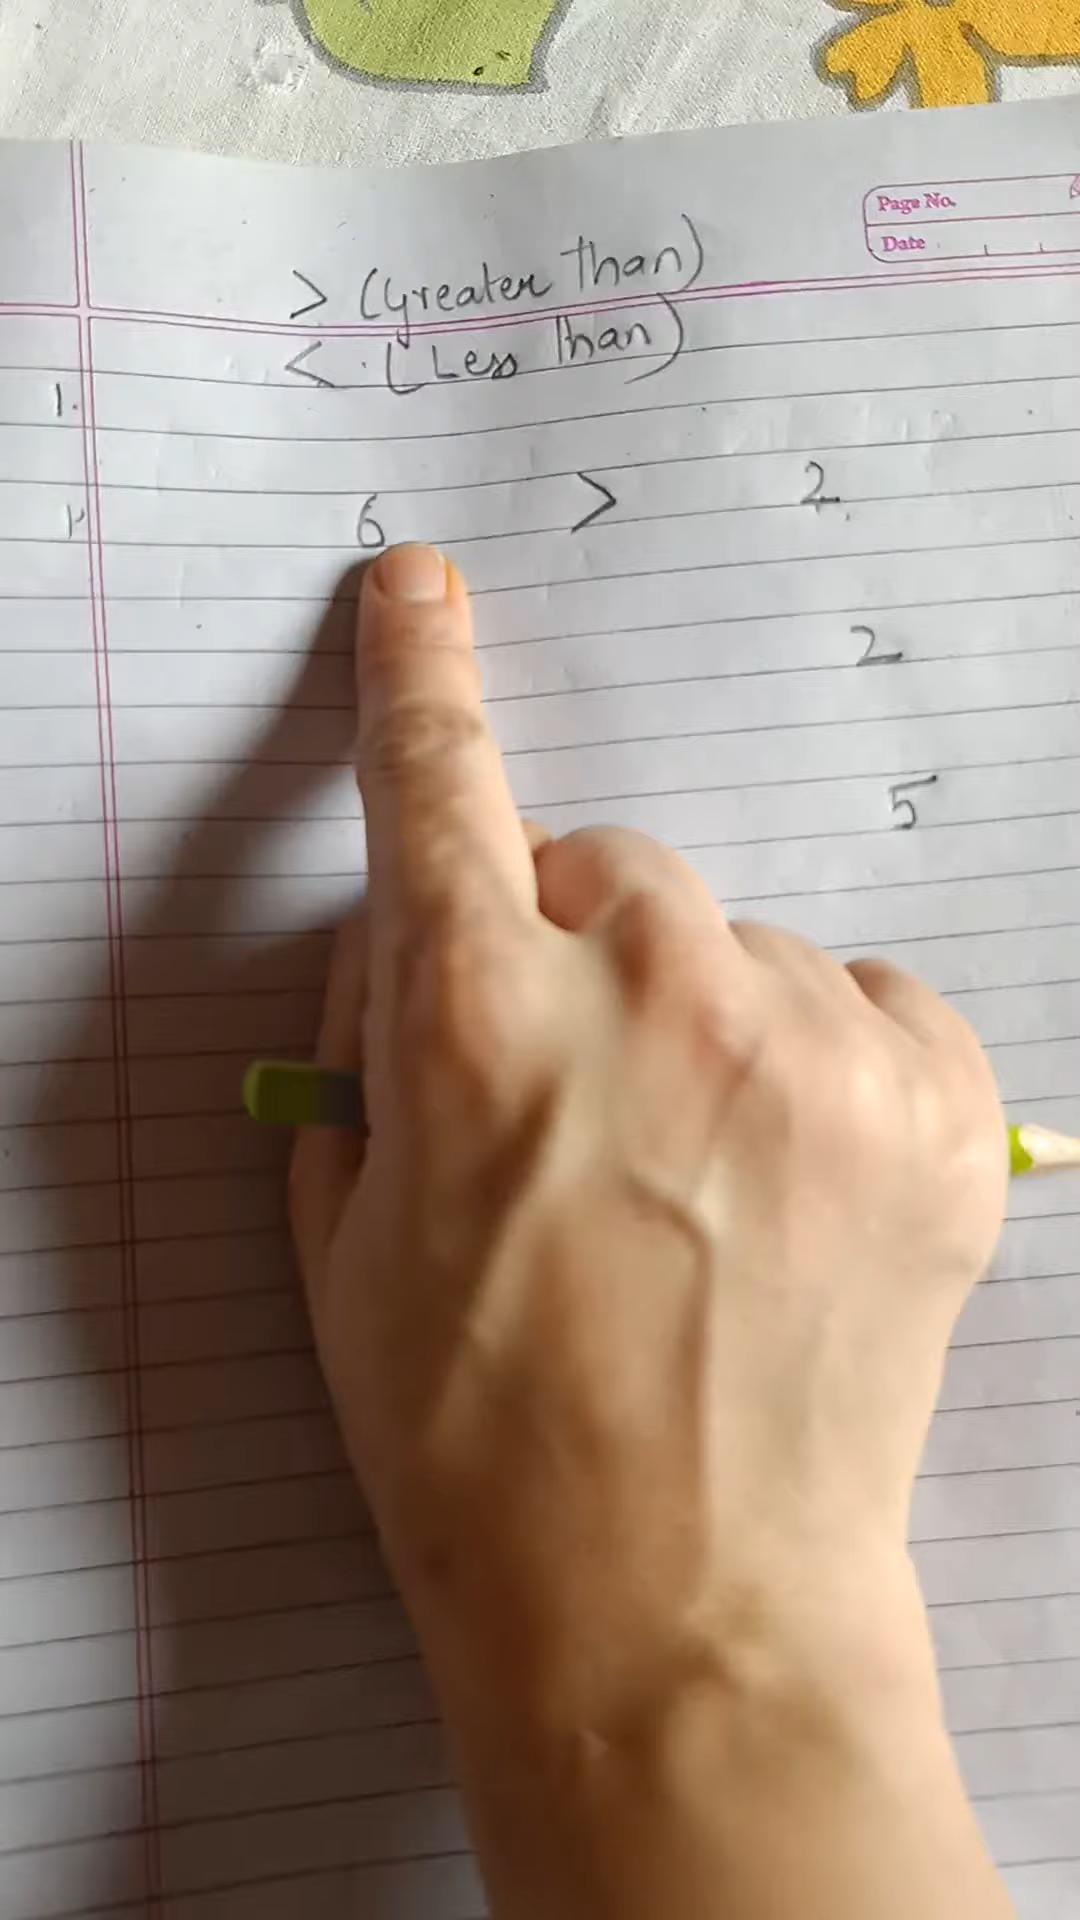 Page No.
Date
> (Greater than)
< (Less than)
1.
6 > 2
2
5